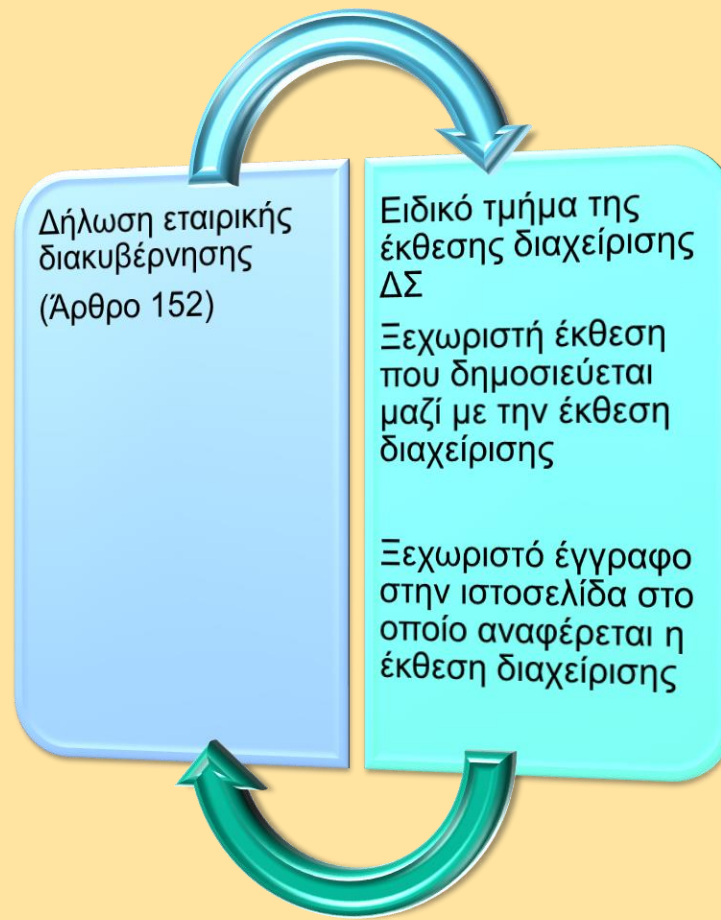 Δήλωση εταιρικής
διακυβέρνησης
(Άρθρο 152)
Ειδικό τμήμα της
έκθεσης διαχείρισης
ΔΣ
Ξεχωριστή έκθεση
που δημοσιεύεται
μαζί με την έκθεση
διαχείρισης
Ξεχωριστό έγγραφο
στην ιστοσελίδα στο
οποίο αναφέρεται η
έκθεση διαχείρισης